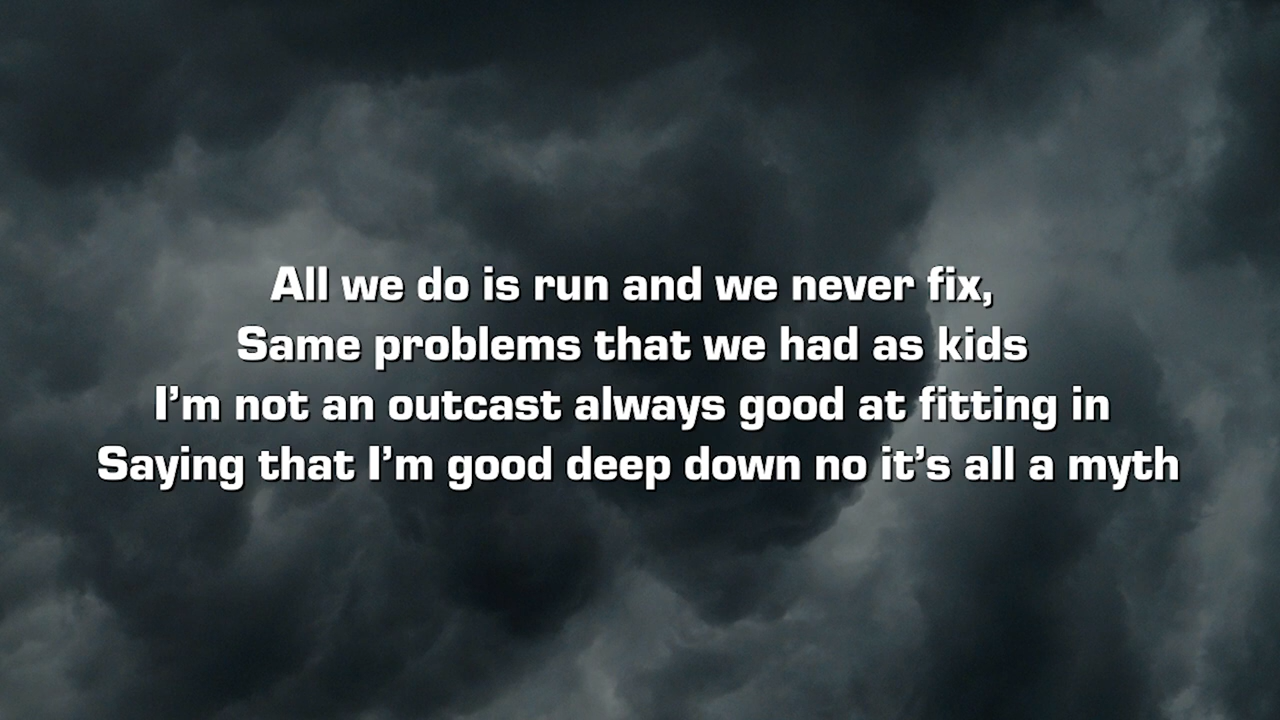 All we do is run and we never fix,
Same problems that we had as kids
I'm not an outcast always good at fitting in
Saying that I'm good deep down no it's all a myth